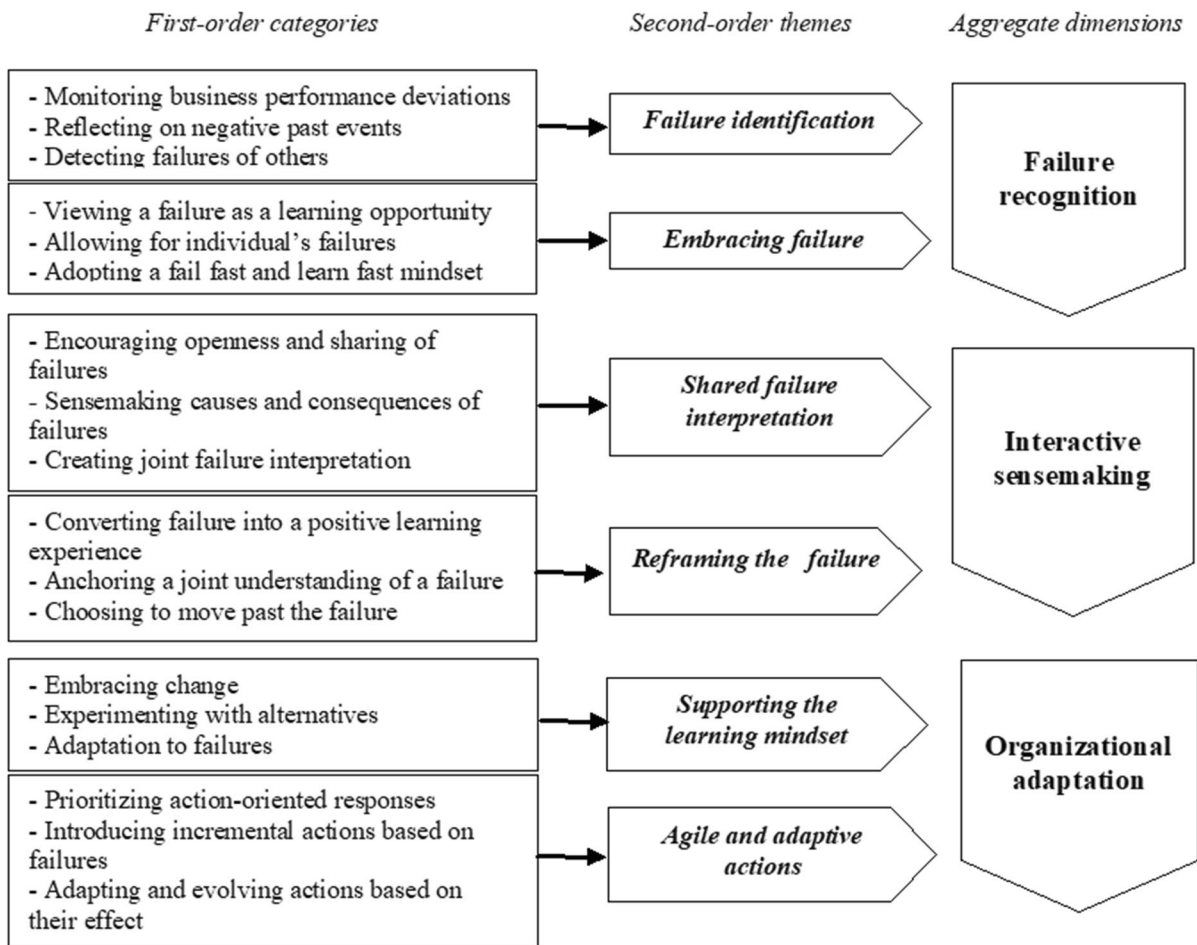 First-order categories
Second-order themes
Aggregate dimensions
- Monitoring business performance deviations
- Reflecting on negative past events
- Detecting failures of others
Failure identification
- Viewing a failure as a learning opportunity
- Allowing for individual’s failures
- Adopting a fail fast and learn fast mindset
Embracing failure
Failure
recognition
- Encouraging openness and sharing of
failures
- Sensemaking causes and consequences of
failures
- Creating joint failure interpretation
Shared failure
interpretation
- Converting failure into a positive learning
experience
- Anchoring a joint understanding of a failure
- Choosing to move past the failure
Reframing the failure
Interactive
sensemaking
- Embracing change
- Experimenting with alternatives
- Adaptation to failures
Supporting the
learning mindset
- Prioritizing action-oriented responses
- Introducing incremental actions based on
failures
- Adapting and evolving actions based on
their effect
Agile and adaptive
actions
Organizational
adaptation